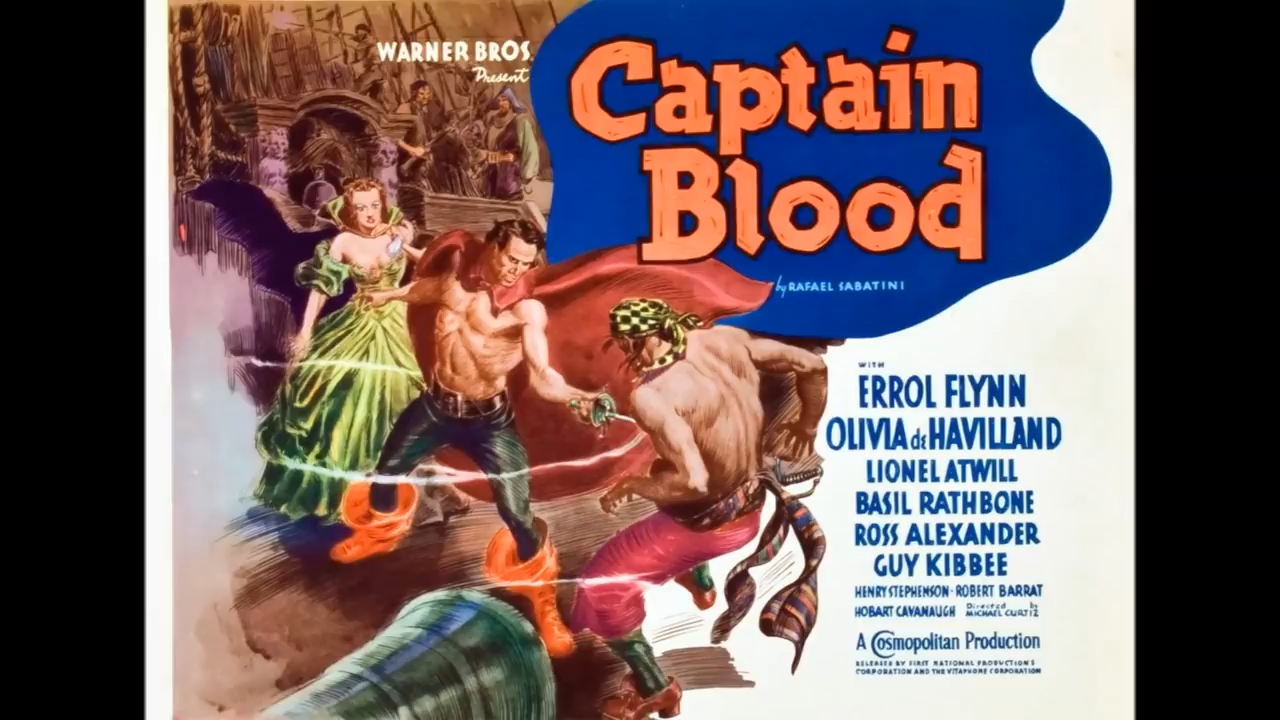 WARNER BROS.
Present
Captain
Blood
by RAFAEL SABATINI
WITH
ERROL FLYNN
OLIVIA de HAVILLAND
LIONEL ATWILL
BASIL RATHBONE
ROSS ALEXANDER
GUY KIBBEE
HENRY STEPHENSON · ROBERT BARRAT
HOBART CAVANAUGH Directed by MICHAEL CURTIZ
A Cosmopolitan Production
RELEASED BY FIRST NATIONAL PRODUCTIONS
CORPORATION AND THE VITAPHONE CORPORATION